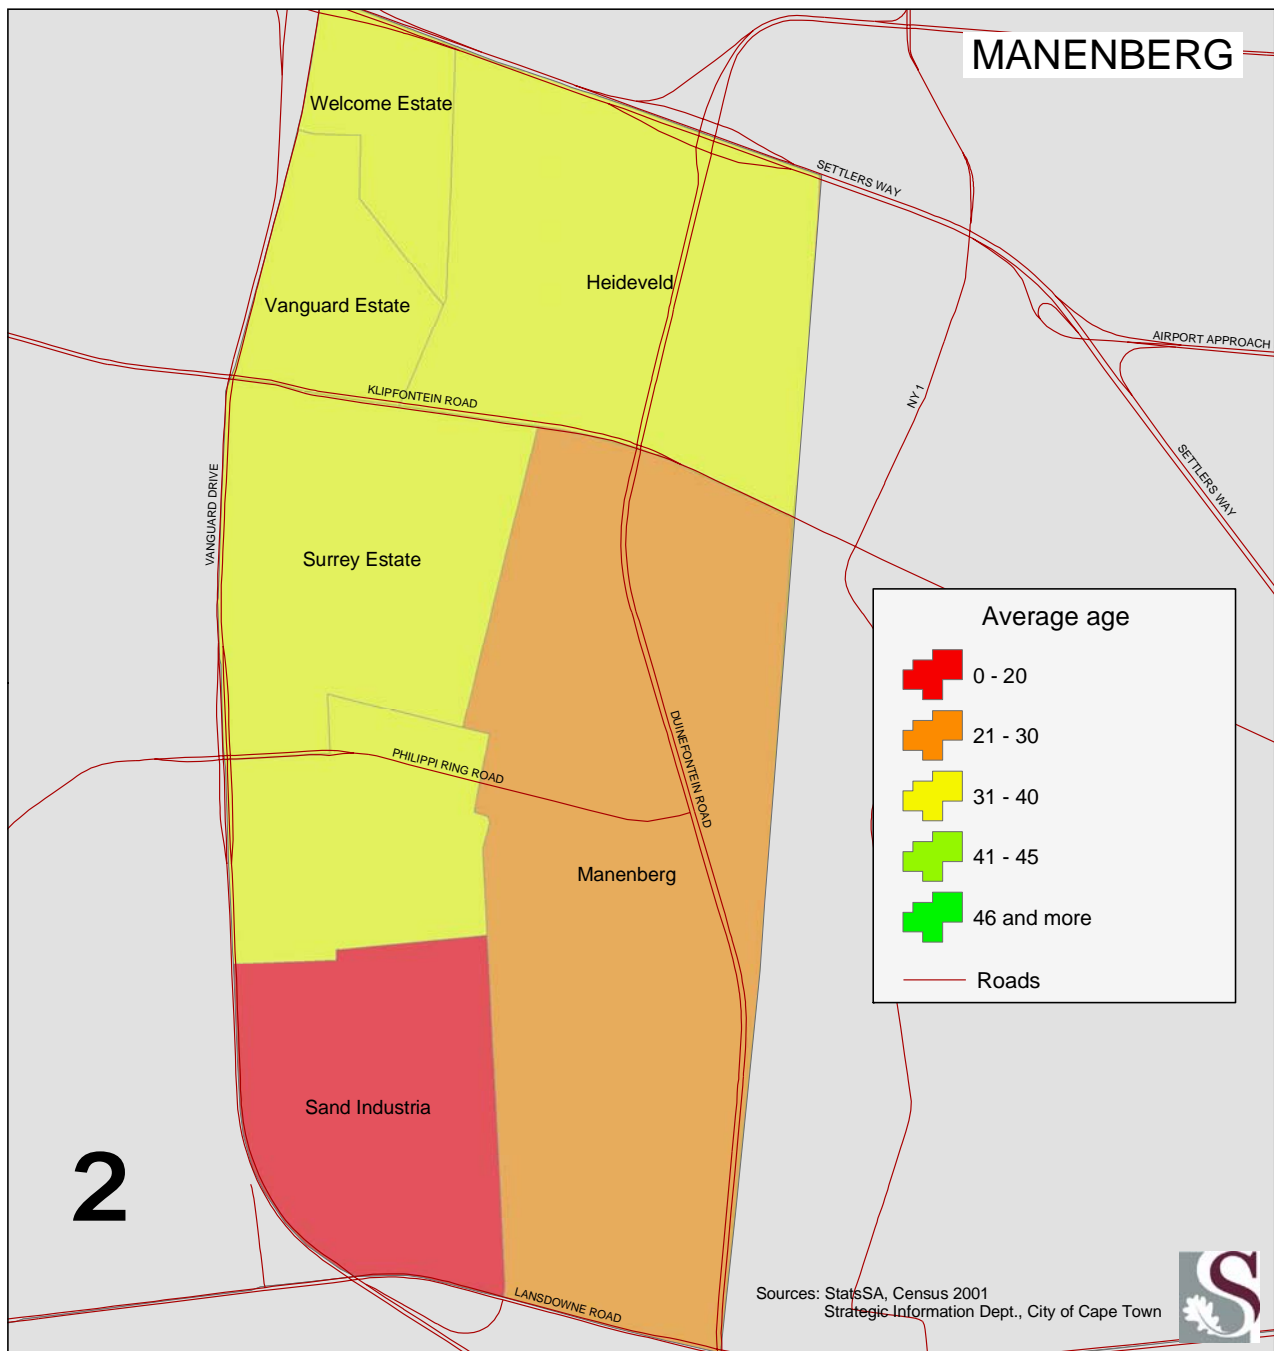 MANENBERG
Welcome Estate
SETTLERS WAY
Heideveld
Vanguard Estate
AIRPORT APPROACH
KLIPFONTEIN ROAD
NY 1
SETTLERS WAY
VANGUARD DRIVE
Surrey Estate
Average age
0 - 20
21 - 30
31 - 40
41 - 45
46 and more
Roads
PHILIPPI RING ROAD
DUINEFONTEIN ROAD
Manenberg
Sand Industria
2
LANSDOWNE ROAD
Sources: StatsSA, Census 2001
Strategic Information Dept., City of Cape Town
S